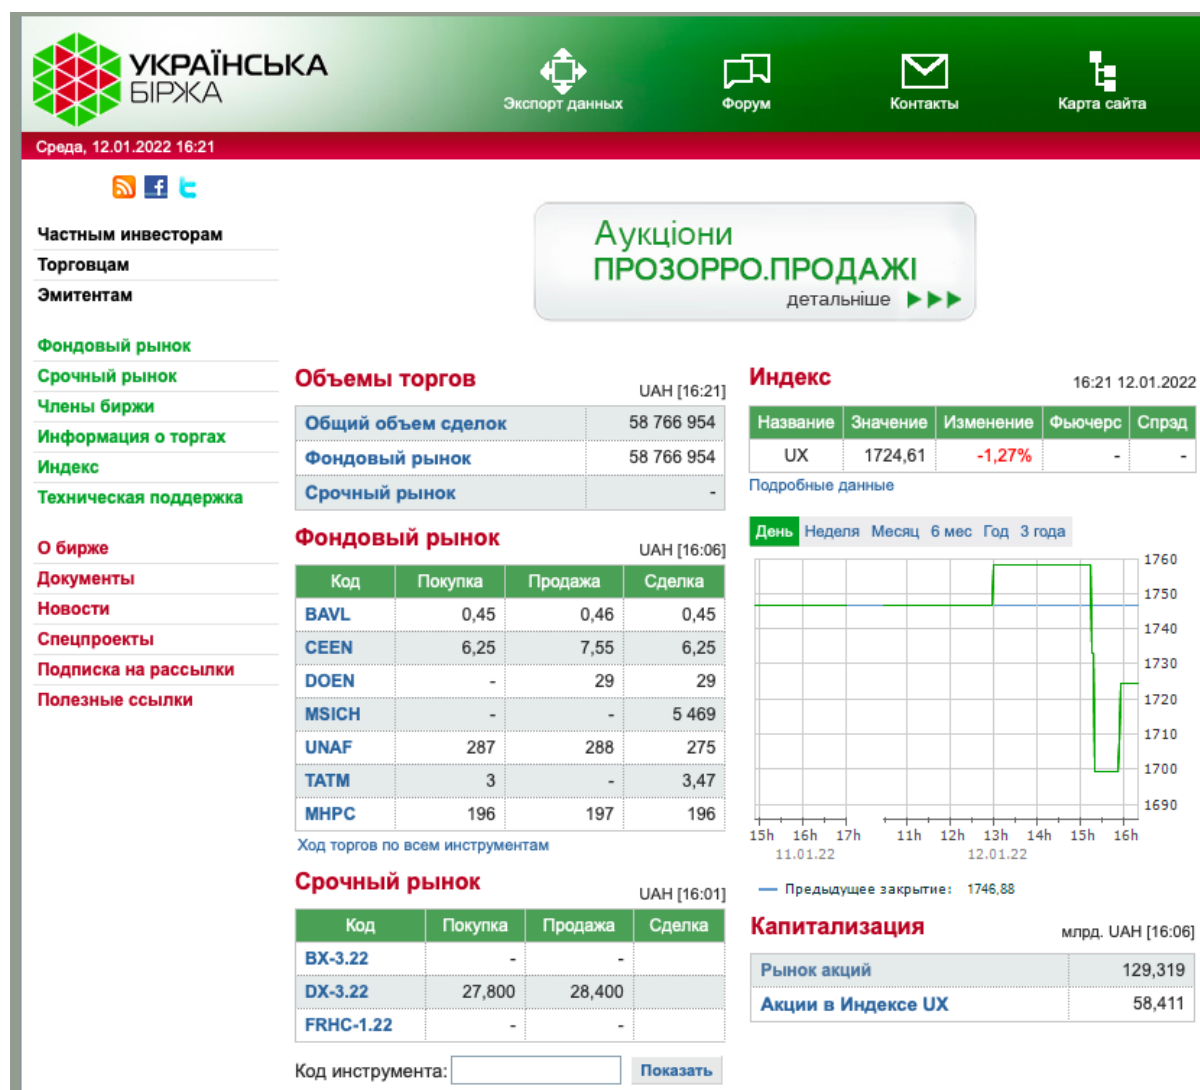 УКРАЇНСЬКА
БІРЖА
Экспорт данных
Форум
Контакты
Карта сайта
Среда, 12.01.2022 16:21
Частным инвесторам
Торговцам
Эмитентам
Фондовый рынок
Срочный рынок
Члены биржи
Информация о торгах
Индекс
Техническая поддержка
О бирже
Документы
Новости
Спецпроекты
Подписка на рассылки
Полезные ссылки
Аукціони
ПРОЗОРРО.ПРОДАЖІ
детальніше
Объемы торгов UAH [16:21]
Общий объем сделок 58 766 954
Фондовый рынок 58 766 954
Срочный рынок -
Фондовый рынок UAH [16:06]
Код Покупка Продажа Сделка
BAVL 0,45 0,46 0,45
CEEN 6,25 7,55 6,25
DOEN - 29 29
MSICH - - 5 469
UNAF 287 288 275
TATM 3 - 3,47
MHPC 196 197 196
Ход торгов по всем инструментам
Срочный рынок UAH [16:01]
Код Покупка Продажа Сделка
BX-3.22 - -
DX-3.22 27,800 28,400
FRHC-1.22 - -
Код инструмента: Показать
Индекс 16:21 12.01.2022
Название Значение Изменение Фьючерс Спрэд
UX 1724,61 -1,27% - -
Подробные данные
День Неделя Месяц 6 мес Год 3 года
1760
1750
1740
1730
1720
1710
1700
1690
15h 16h 17h 11h 12h 13h 14h 15h 16h
11.01.22 12.01.22
Предыдущее закрытие: 1746,88
Капитализация млрд. UAH [16:06]
Рынок акций 129,319
Акции в Индексе UX 58,411